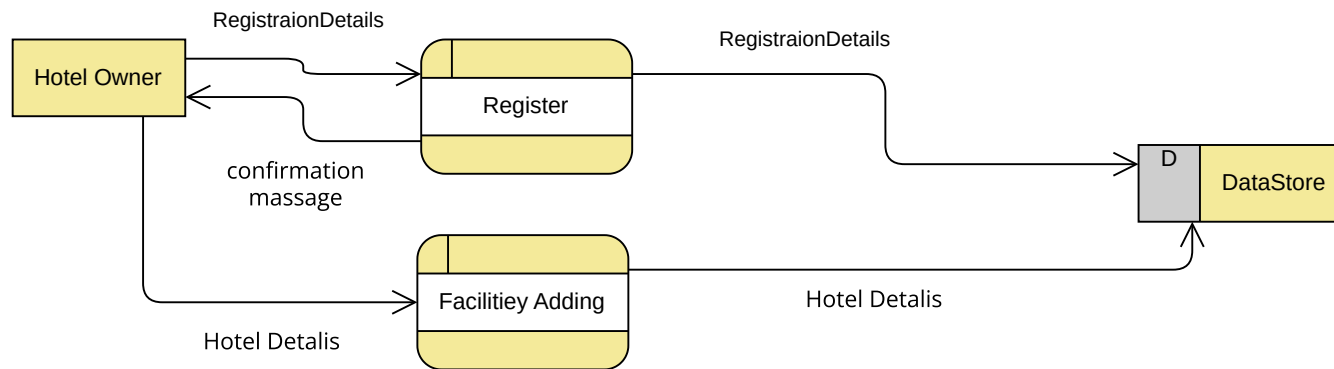 RegistraionDetails
RegistraionDetails
Hotel Owner
Register
confirmation
massage
D
DataStore
Facilitiey Adding
Hotel Detalis
Hotel Detalis